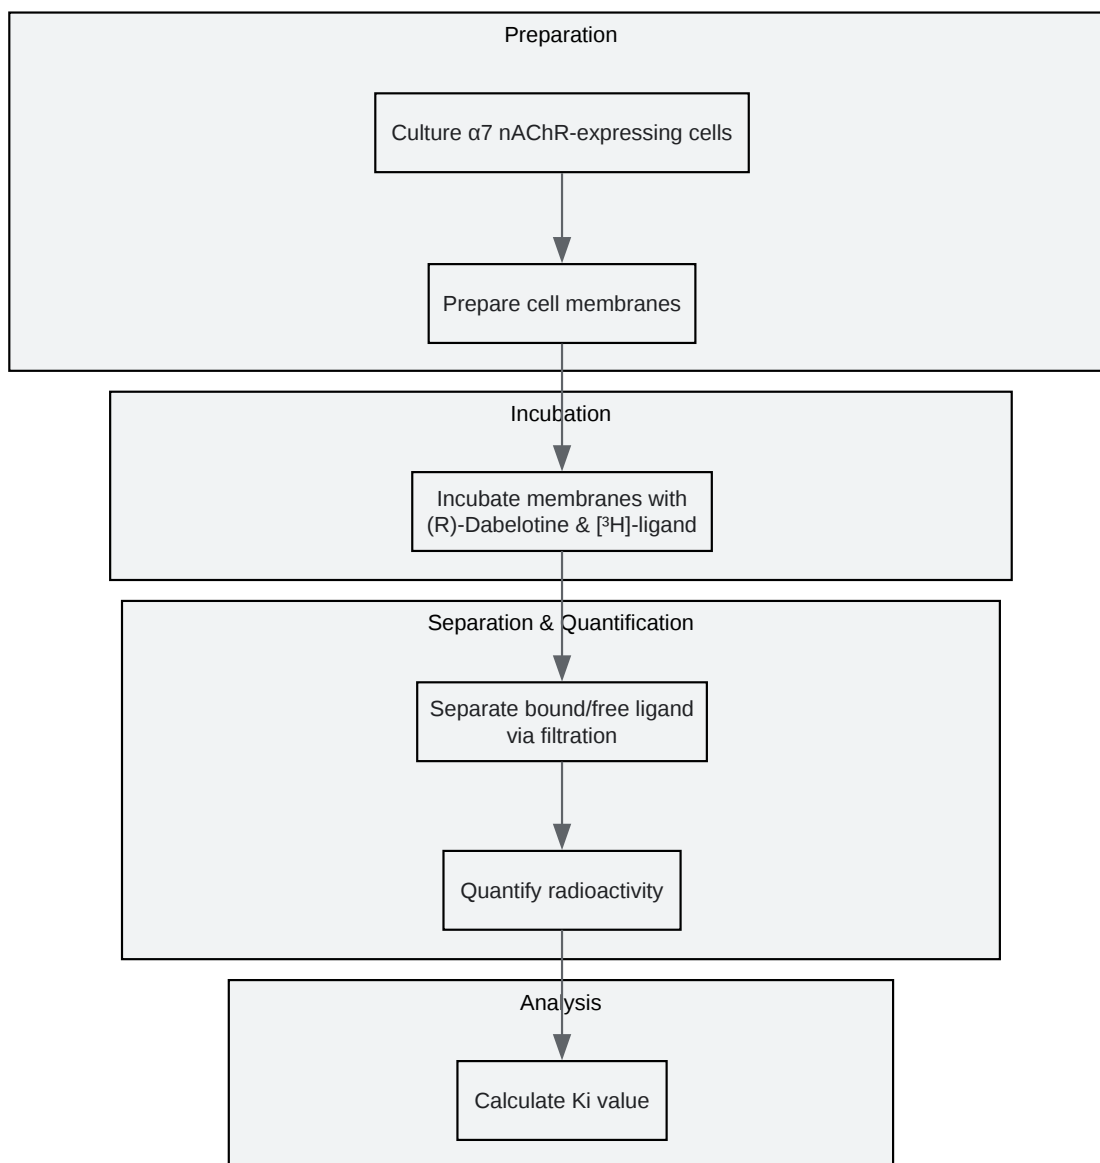 Preparation
Culture α7 nAChR-expressing cells
Prepare cell membranes
Incubation
Incubate membranes with
(R)-Dabelotine & [³H]-ligand
Separation & Quantification
Separate bound/free ligand
via filtration
Quantify radioactivity
Analysis
Calculate Ki value